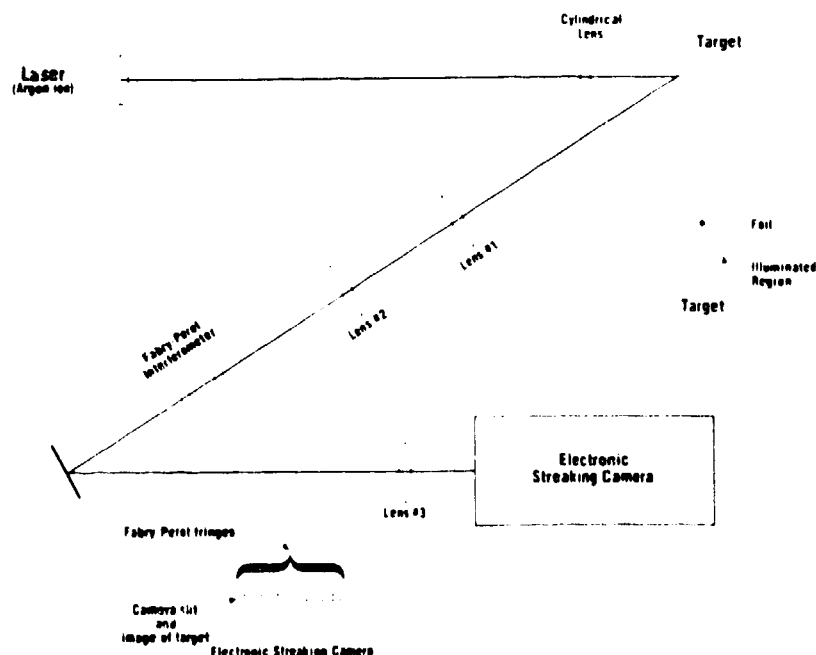 Cylindrical
Lens
Target
Laser
(Argon ion)
Foil
Illuminated
Region
Target
Lens #1
Lens #2
Fabry Perot
Interferometer
Electronic
Streaking Camera
Lens #3
Fabry Perot fringes
Camera slit
and
image of target
Electronic Streaking Camera